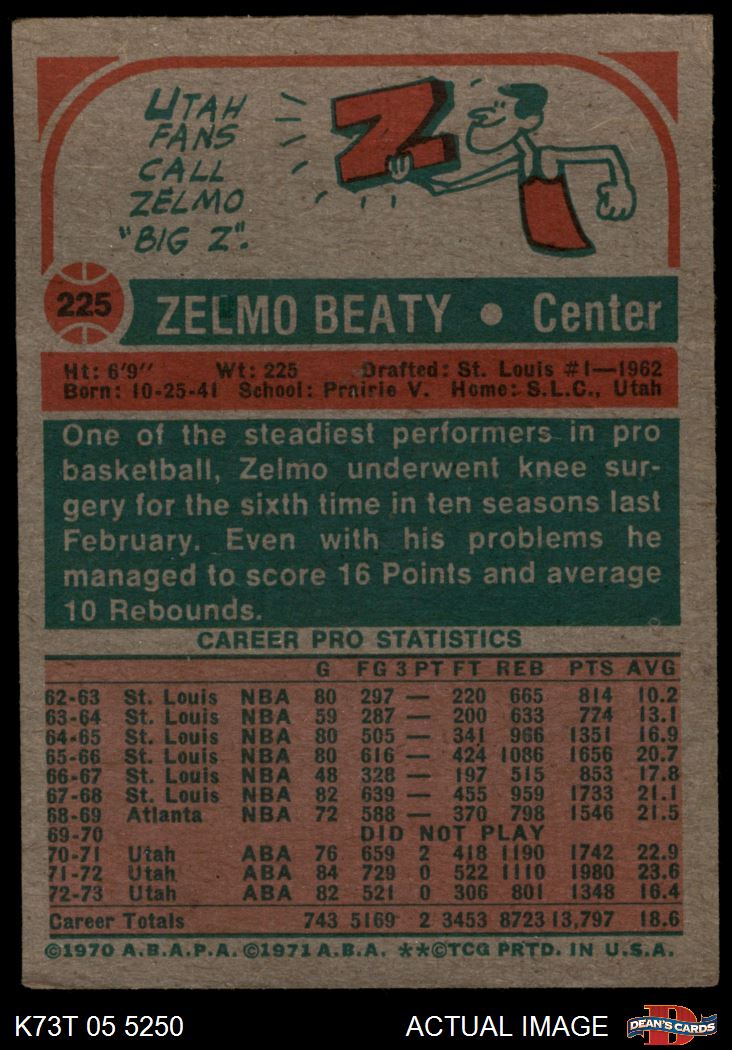 UTAH
FANS
CALL
ZELMO
"BIG Z".
Z
225
ZELMO BEATY • Center
Ht: 6'9" Wt: 225 Drafted: St. Louis #1—1962
Born: 10-25-41 School: Prairie V. Home: S.L.C., Utah
One of the steadiest performers in pro
basketball, Zelmo underwent knee sur-
gery for the sixth time in ten seasons last
February. Even with his problems he
managed to score 16 Points and average
10 Rebounds.
CAREER PRO STATISTICS
G FG 3 PT FT REB PTS AVG
62-63 St. Louis NBA 80 297 — 220 665 814 10.2
63-64 St. Louis NBA 59 287 — 200 633 774 13.1
64-65 St. Louis NBA 80 505 — 341 966 1351 16.9
65-66 St. Louis NBA 80 616 — 424 1086 1656 20.7
66-67 St. Louis NBA 48 328 — 197 515 853 17.8
67-68 St. Louis NBA 82 639 — 455 959 1733 21.1
68-69 Atlanta NBA 72 588 — 370 798 1546 21.5
69-70 DID NOT PLAY
70-71 Utah ABA 76 659 2 418 1190 1742 22.9
71-72 Utah ABA 84 729 0 522 1110 1980 23.6
72-73 Utah ABA 82 521 0 306 801 1348 16.4
Career Totals 743 5169 2 3453 8723 13,797 18.6
©1970 A.B.A.P.A. ©1971 A.B.A. **©TCG PRTD. IN U.S.A.
K73T 05 5250 ACTUAL IMAGE D DEAN'S CARDS